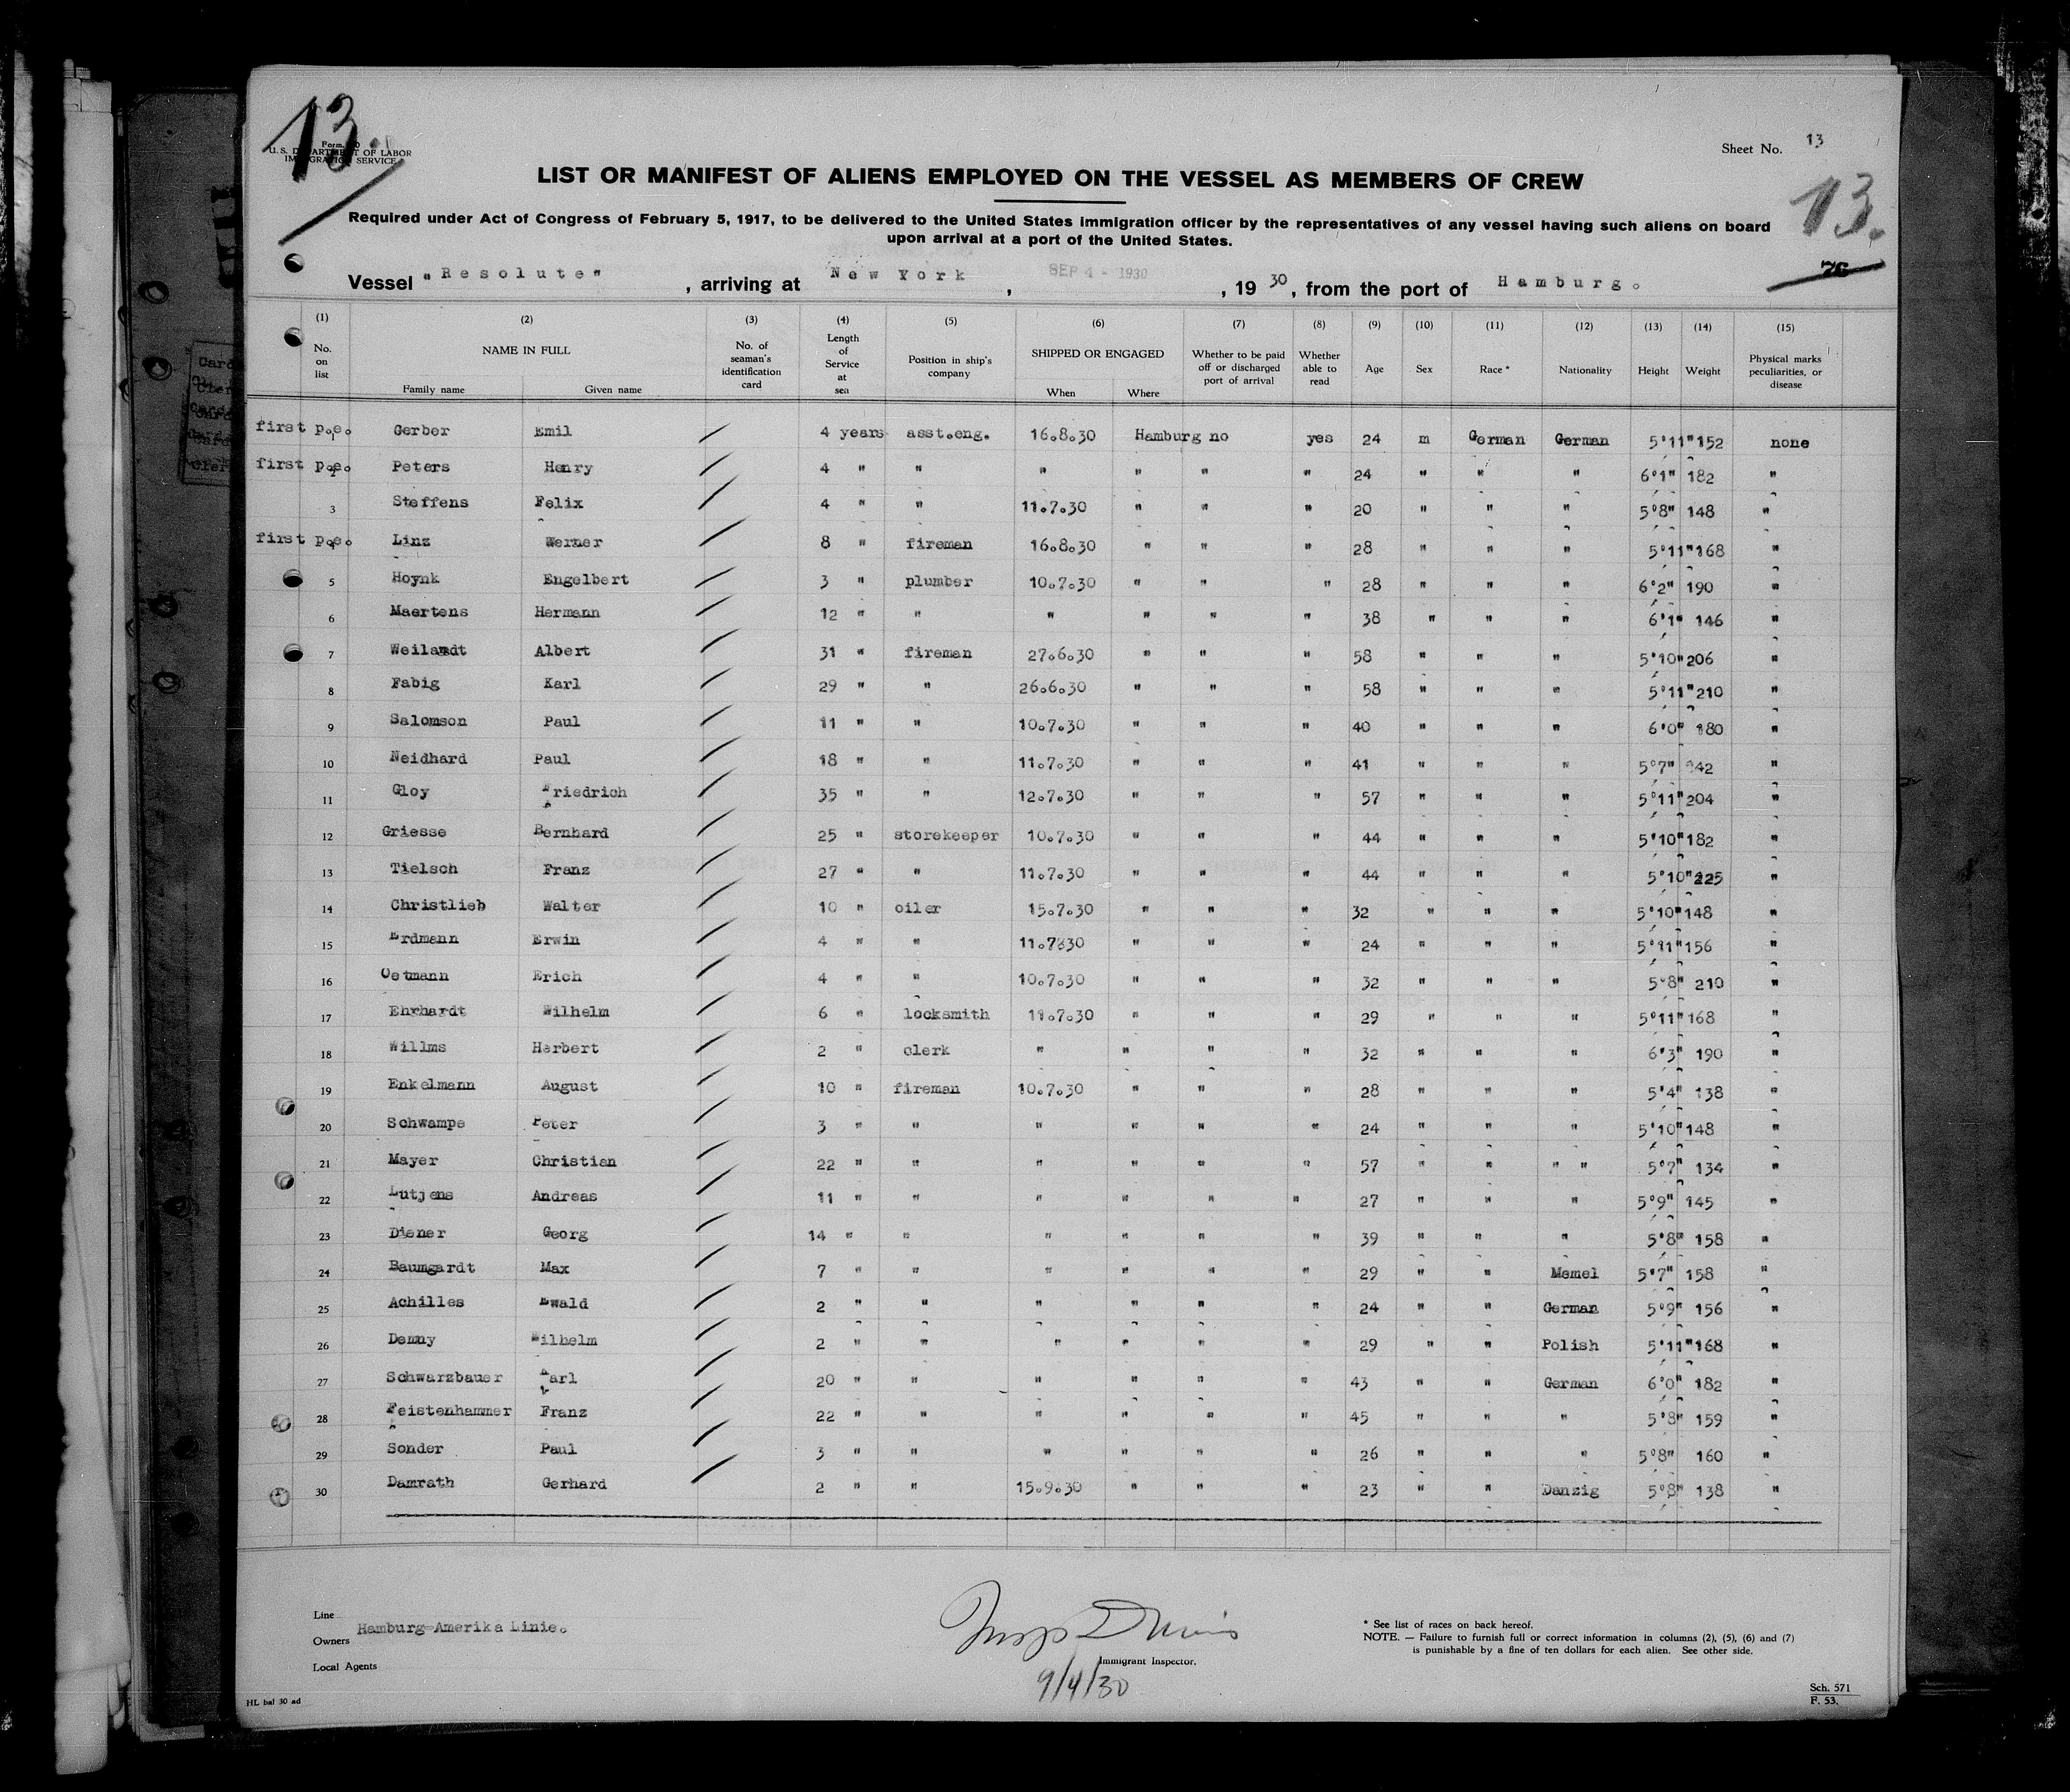 13.
Form 680
U. S. DEPARTMENT OF LABOR
IMMIGRATION SERVICE
Sheet No. 13
13.
LIST OR MANIFEST OF ALIENS EMPLOYED ON THE VESSEL AS MEMBERS OF CREW
Required under Act of Congress of February 5, 1917, to be delivered to the United States immigration officer by the representatives of any vessel having such aliens on board
upon arrival at a port of the United States.
Vessel "Resolute", arriving at New York, SEP 4 - 1930, 1930, from the port of Hamburg.
(1) (2) (3) (4) (5) (6) (7) (8) (9) (10) (11) (12) (13) (14) (15)
No. on list NAME IN FULL Family name Given name No. of seaman's identification card Length of Service at sea Position in ship's company SHIPPED OR ENGAGED When Where Whether to be paid off or discharged port of arrival Whether able to read Age Sex Race * Nationality Height Weight Physical marks peculiarities, or disease
first p.e. 1 Gerber Emil 4 years asst.eng. 16.8.30 Hamburg no yes 24 m German German 5'11" 152 none
first p.e. 2 Peters Henry 4 " " " " " " 24 " " " 6'1" 182 "
3 Steffens Felix 4 " " 11.7.30 " " " 20 " " " 5'8" 148 "
first p.e. 4 Linz Werner 8 " fireman 16.8.30 " " " 28 " " " 5'11" 168 "
5 Hoynk Engelbert 3 " plumber 10.7.30 " " " 28 " " " 6'2" 190 "
6 Maertens Hermann 12 " " " " " " 38 " " " 6'1" 146 "
7 Weilandt Albert 31 " fireman 27.6.30 " " " 58 " " " 5'10" 206 "
8 Fabig Karl 29 " " 26.6.30 " " " 58 " " " 5'11" 210 "
9 Salomson Paul 11 " " 10.7.30 " " " 40 " " " 6'0" 180 "
10 Neidhard Paul 18 " " 11.7.30 " " " 41 " " " 5'7" 142 "
11 Gloy Friedrich 35 " " 12.7.30 " " " 57 " " " 5'11" 204 "
12 Griesse Bernhard 25 " storekeeper 10.7.30 " " " 44 " " " 5'10" 182 "
13 Tielsch Franz 27 " " 11.7.30 " " " 44 " " " 5'10" 225 "
14 Christlieb Walter 10 " oiler 15.7.30 " " " 32 " " " 5'10" 148 "
15 Erdmann Erwin 4 " " 11.7830 " " " 24 " " " 5'11" 156 "
16 Oetmann Erich 4 " " 10.7.30 " " " 32 " " " 5'8" 210 "
17 Ehrhardt Wilhelm 6 " locksmith 11.7.30 " " " 29 " " " 5'11" 168 "
18 Willms Herbert 2 " clerk " " " " 32 " " " 6'3" 190 "
19 Enkelmann August 10 " fireman 10.7.30 " " " 28 " " " 5'4" 138 "
20 Schwampe Peter 3 " " " " " " 24 " " " 5'10" 148 "
21 Mayer Christian 22 " " " " " " 57 " " " " 5'7" 134 "
22 Lutjens Andreas 11 " " " " " " 27 " " " 5'9" 145 "
23 Diener Georg 14 " " " " " " 39 " " " 5'8" 158 "
24 Baumgardt Max 7 " " " " " " 29 " " Memel 5'7" 158 "
25 Achilles Ewald 2 " " " " " " 24 " " German 5'9" 156 "
26 Demny Wilhelm 2 " " " " " " 29 " " Polish 5'11" 168 "
27 Schwarzbauer Karl 20 " " " " " " 43 " " German 6'0" 182 "
28 Feistenhammer Franz 22 " " " " " " 45 " " " 5'8" 159 "
29 Sonder Paul 3 " " " " " " 26 " " " 5'8" 160 "
30 Damrath Gerhard 2 " " 15.9.30 " " " 23 " " Danzig 5'8" 138 "
Line
Owners Hamburg-Amerika Linie.
Local Agents
Immigrant Inspector.
9/4/30
* See list of races on back hereof.
NOTE. — Failure to furnish full or correct information in columns (2), (5), (6) and (7)
is punishable by a fine of ten dollars for each alien. See other side.
HL bal 30 ad
Sch. 571
F. 53.